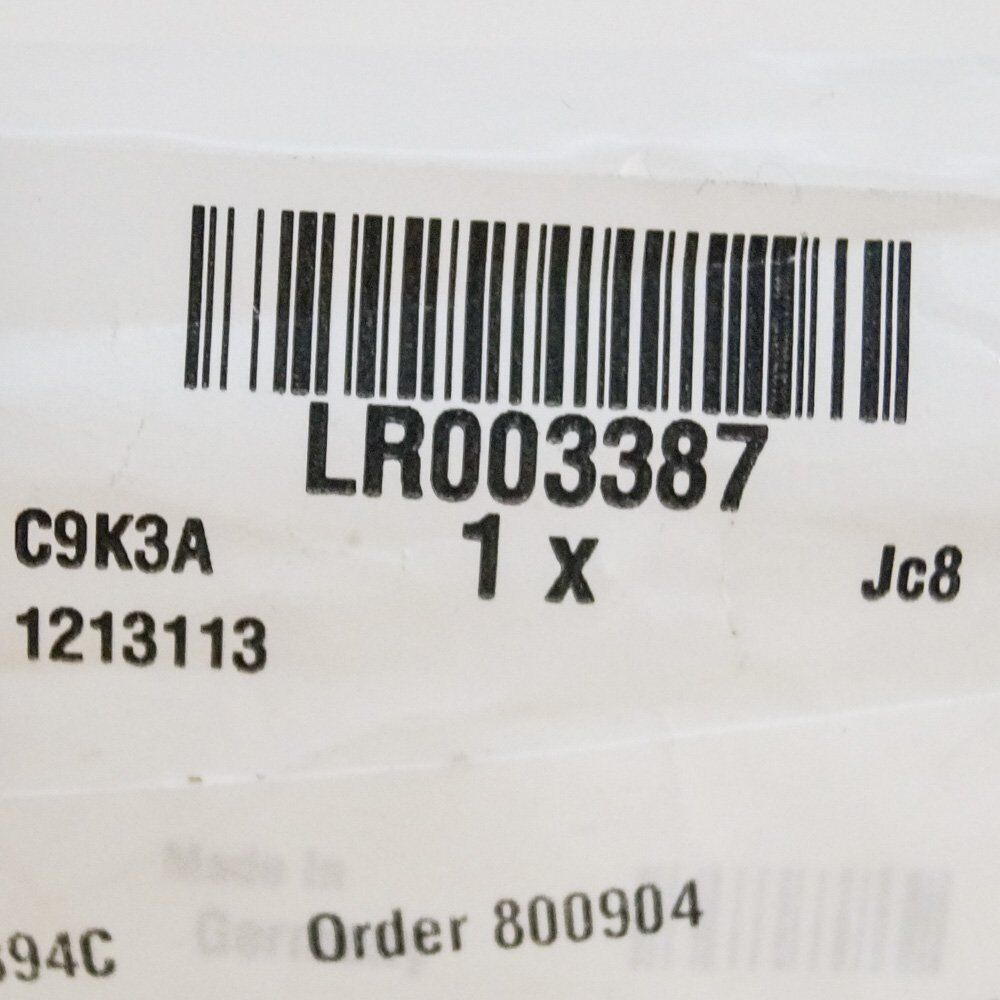 LR003387
C9K3A 1 x Jc8
1213113
Made In
94C Order 800904